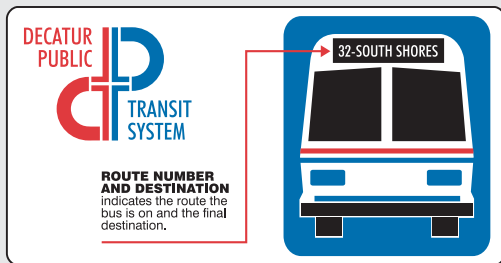 DECATUR
PUBLIC
TRANSIT
SYSTEM
32-SOUTH SHORES
ROUTE NUMBER
AND DESTINATION
indicates the route the
bus is on and the final
destination.